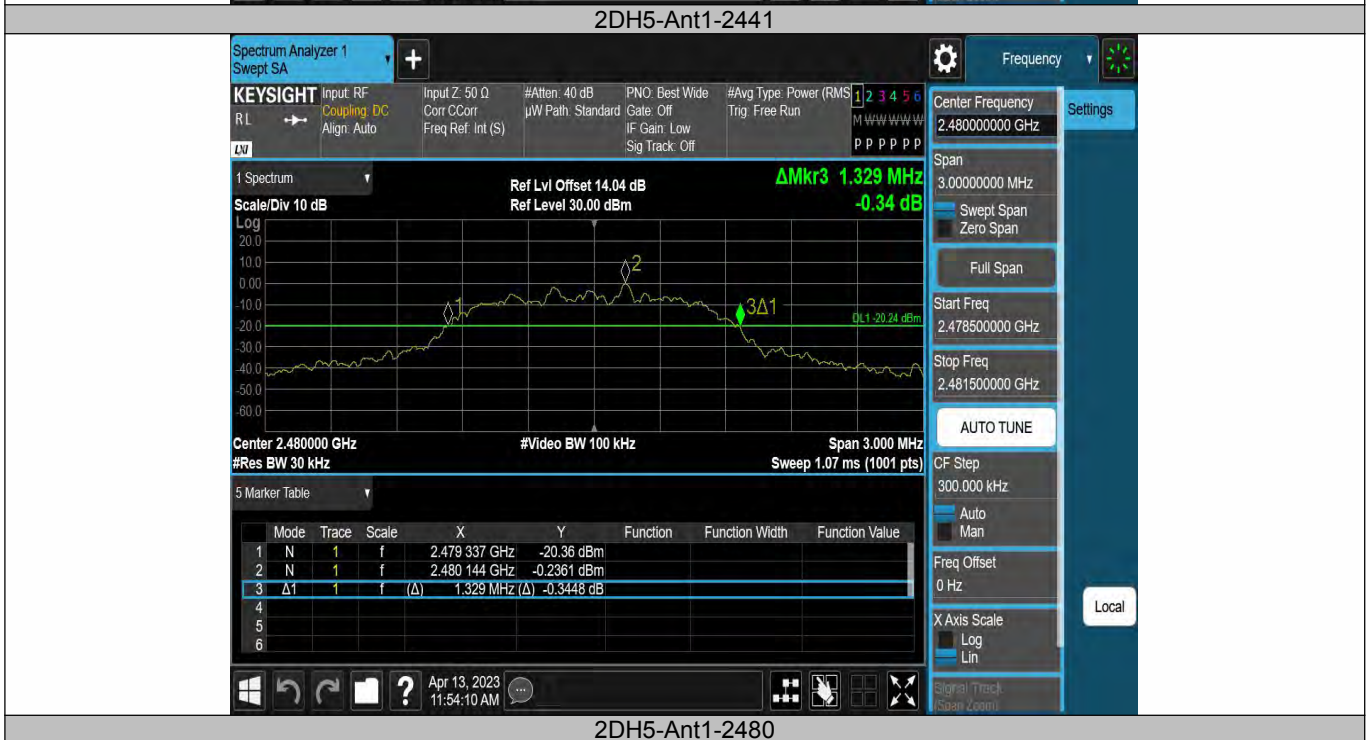 2DH5-Ant1-2441
Spectrum Analyzer 1
Swept SA
+
Frequency
KEYSIGHT
RL
LXI
Input: RF
Coupling: DC
Align: Auto
Input Z: 50 Ω
Corr CCorr
Freq Ref: Int (S)
#Atten: 40 dB
µW Path: Standard
PNO: Best Wide
Gate: Off
IF Gain: Low
Sig Track: Off
#Avg Type: Power (RMS
Trig: Free Run
1 2 3 4 5 6
M W W W W W
P P P P P P
1 Spectrum
Scale/Div 10 dB
Ref Lvl Offset 14.04 dB
Ref Level 30.00 dBm
ΔMkr3 1.329 MHz
-0.34 dB
Log
20.0
10.0
0.00
-10.0
-20.0
-30.0
-40.0
-50.0
-60.0
1
2
3Δ1
DL1 -20.24 dBm
Center 2.480000 GHz
#Video BW 100 kHz
Span 3.000 MHz
#Res BW 30 kHz
Sweep 1.07 ms (1001 pts)
5 Marker Table
Mode Trace Scale X Y Function Function Width Function Value
1 N 1 f 2.479 337 GHz -20.36 dBm
2 N 1 f 2.480 144 GHz -0.2361 dBm
3 Δ1 1 f (Δ) 1.329 MHz (Δ) -0.3448 dB
4
5
6
?
Apr 13, 2023
11:54:10 AM
Center Frequency
2.480000000 GHz
Settings
Span
3.00000000 MHz
Swept Span
Zero Span
Full Span
Start Freq
2.478500000 GHz
Stop Freq
2.481500000 GHz
AUTO TUNE
CF Step
300.000 kHz
Auto
Man
Freq Offset
0 Hz
Local
X Axis Scale
Log
Lin
Signal Track
(Span Zoom)
2DH5-Ant1-2480